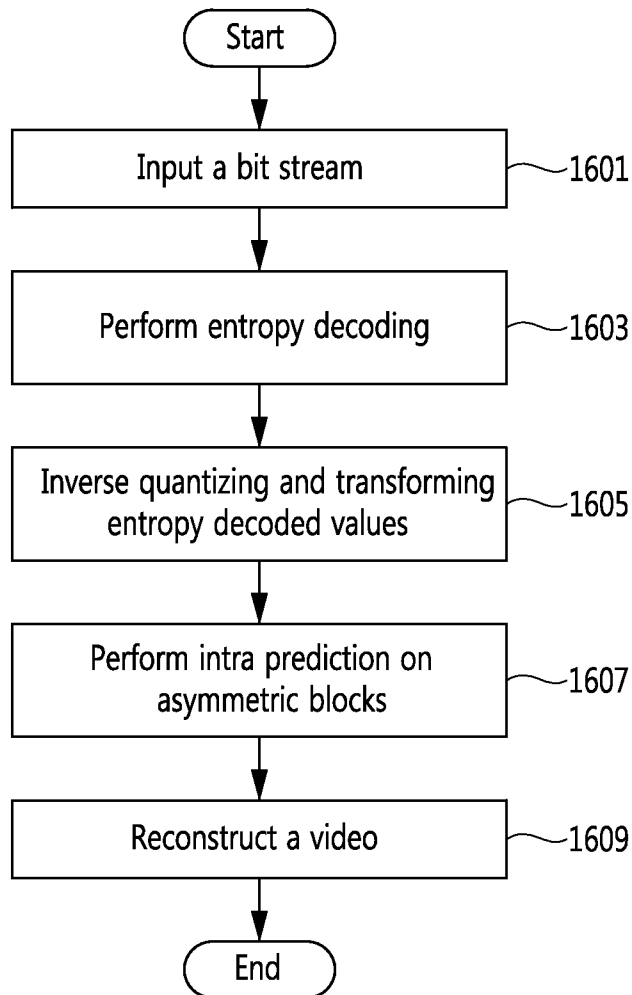 Start
Input a bit stream
1601
Perform entropy decoding
1603
Inverse quantizing and transforming
entropy decoded values
1605
Perform intra prediction on
asymmetric blocks
1607
Reconstruct a video
1609
End